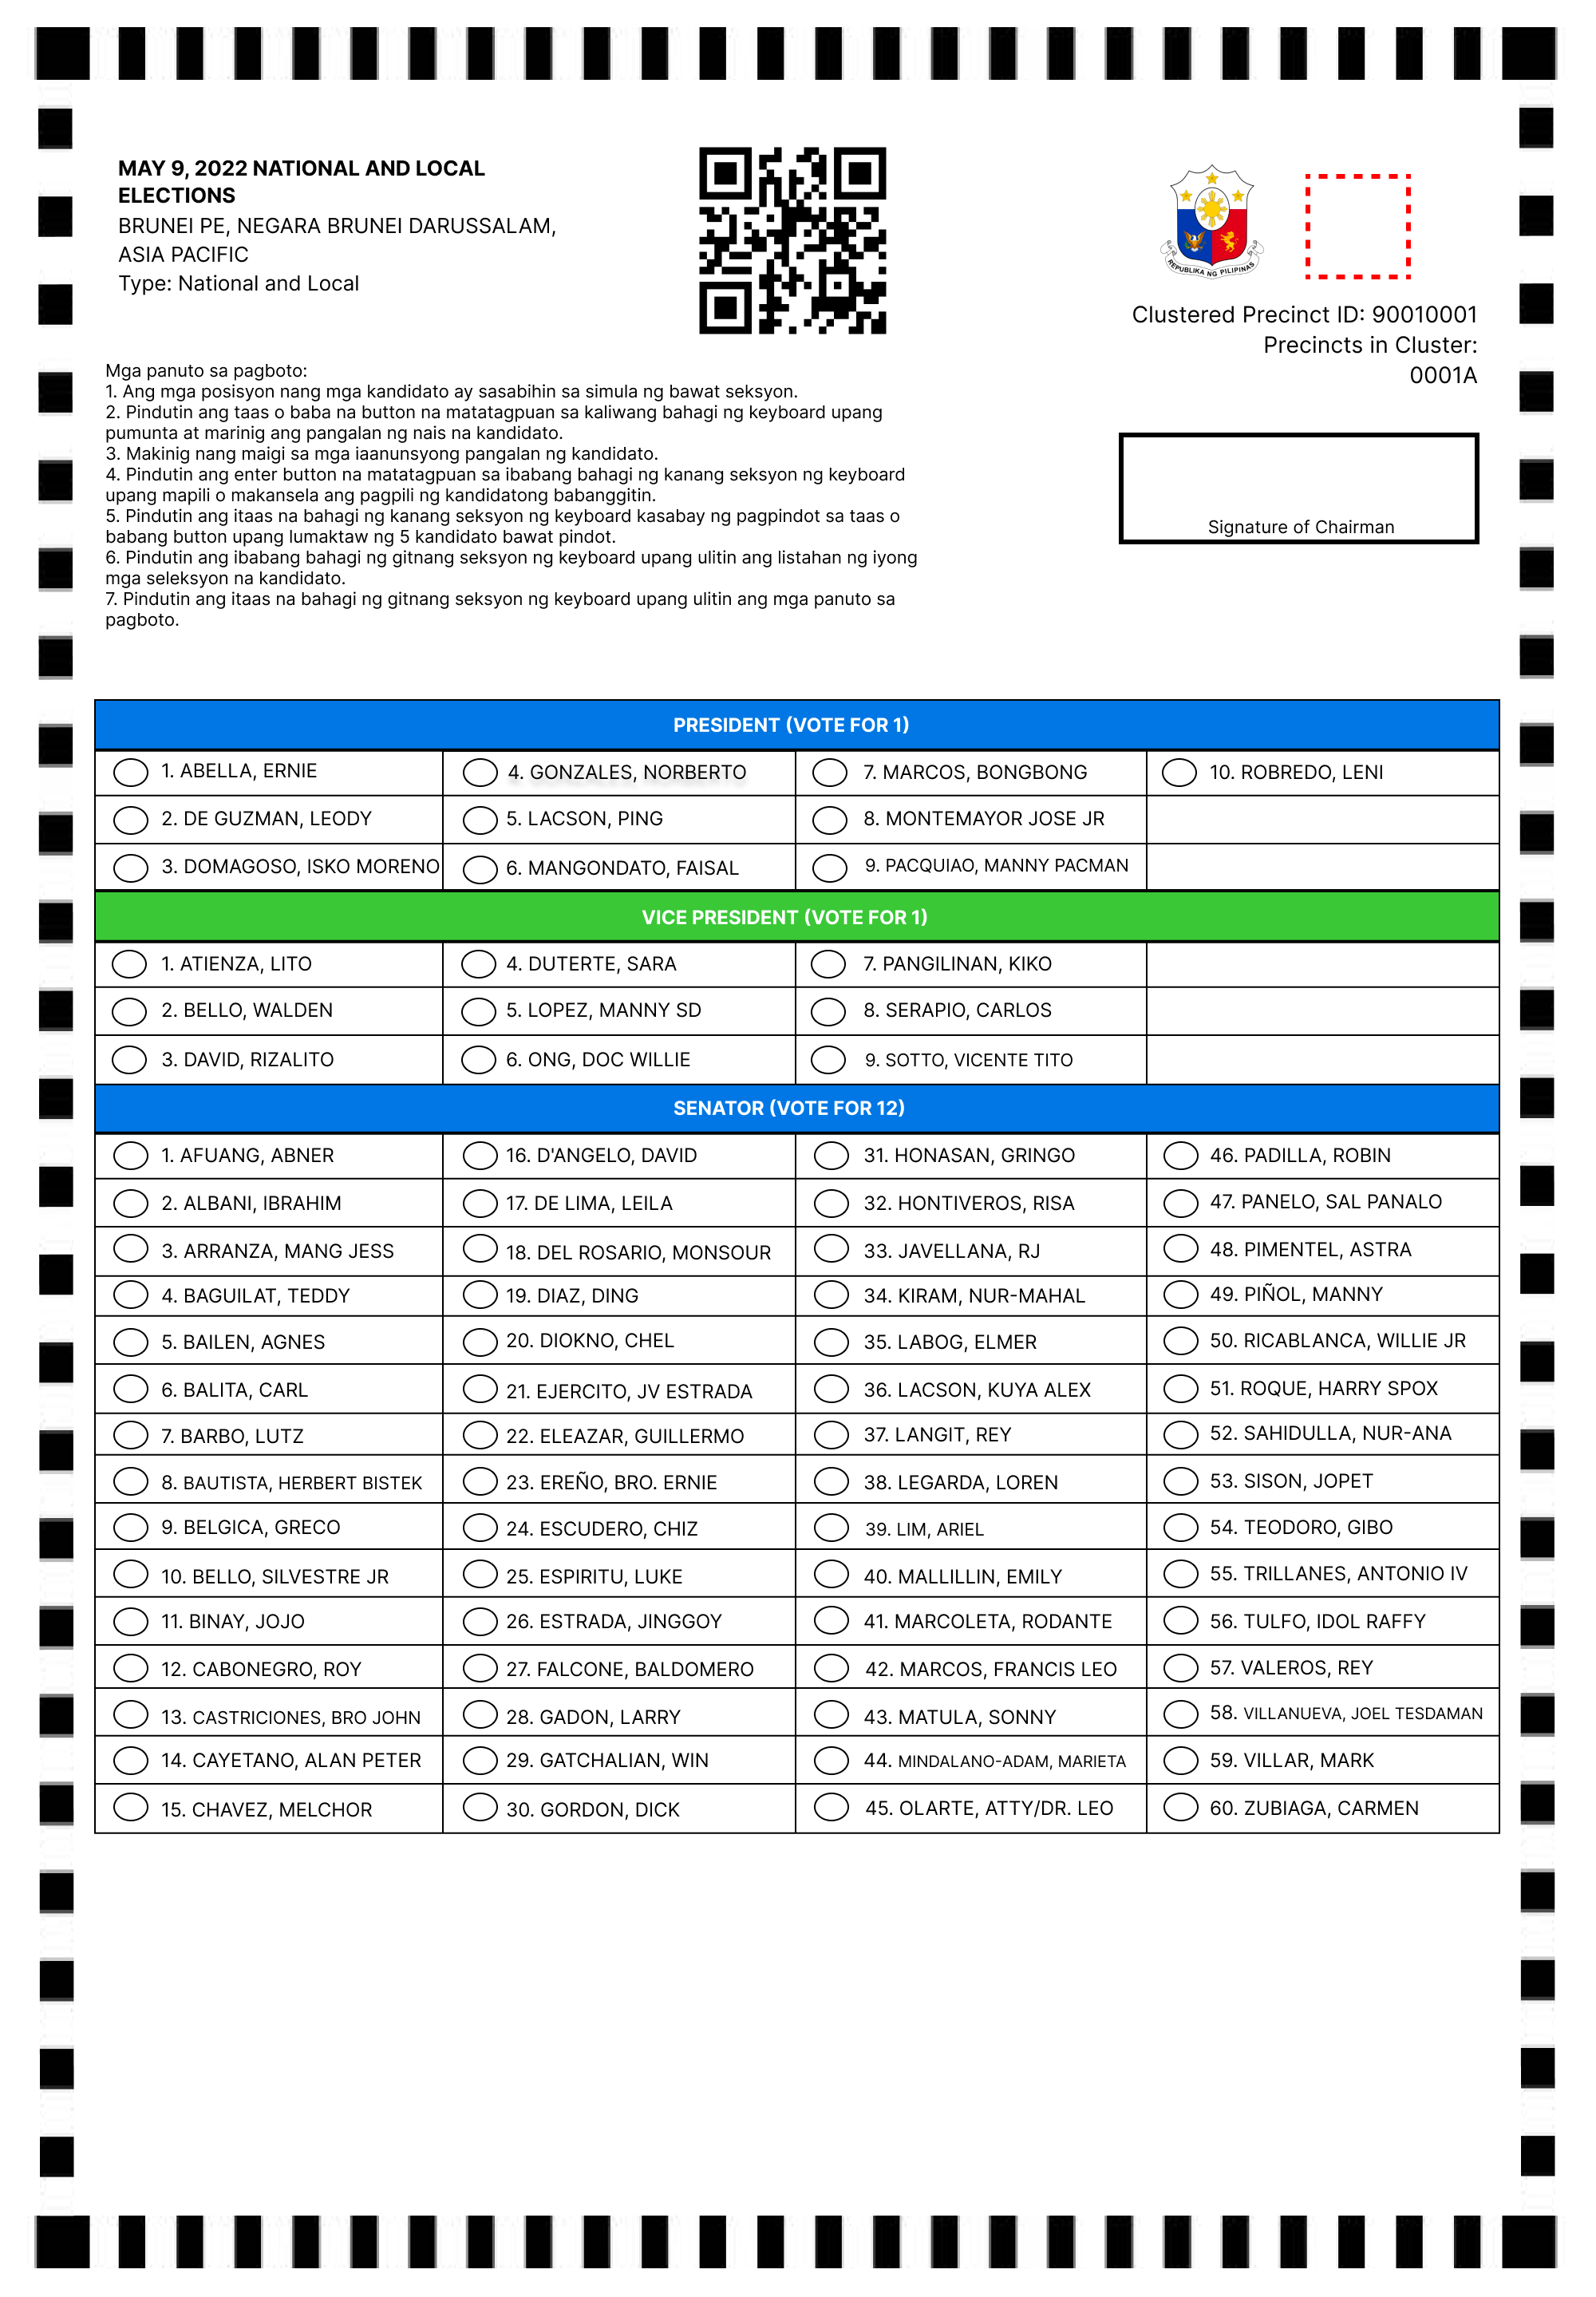 MAY 9, 2022 NATIONAL AND LOCAL
ELECTIONS
BRUNEI PE, NEGARA BRUNEI DARUSSALAM,
ASIA PACIFIC
Type: National and Local
REPUBLIKA NG PILIPINAS
Clustered Precinct ID: 90010001
Precincts in Cluster:
0001A
Signature of Chairman
Mga panuto sa pagboto:
1. Ang mga posisyon nang mga kandidato ay sasabihin sa simula ng bawat seksyon.
2. Pindutin ang taas o baba na button na matatagpuan sa kaliwang bahagi ng keyboard upang
pumunta at marinig ang pangalan ng nais na kandidato.
3. Makinig nang maigi sa mga iaanunsyong pangalan ng kandidato.
4. Pindutin ang enter button na matatagpuan sa ibabang bahagi ng kanang seksyon ng keyboard
upang mapili o makansela ang pagpili ng kandidatong babanggitin.
5. Pindutin ang itaas na bahagi ng kanang seksyon ng keyboard kasabay ng pagpindot sa taas o
babang button upang lumaktaw ng 5 kandidato bawat pindot.
6. Pindutin ang ibabang bahagi ng gitnang seksyon ng keyboard upang ulitin ang listahan ng iyong
mga seleksyon na kandidato.
7. Pindutin ang itaas na bahagi ng gitnang seksyon ng keyboard upang ulitin ang mga panuto sa
pagboto.
PRESIDENT (VOTE FOR 1)
1. ABELLA, ERNIE
2. DE GUZMAN, LEODY
3. DOMAGOSO, ISKO MORENO
4. GONZALES, NORBERTO
5. LACSON, PING
6. MANGONDATO, FAISAL
7. MARCOS, BONGBONG
8. MONTEMAYOR JOSE JR
9. PACQUIAO, MANNY PACMAN
10. ROBREDO, LENI
VICE PRESIDENT (VOTE FOR 1)
1. ATIENZA, LITO
2. BELLO, WALDEN
3. DAVID, RIZALITO
4. DUTERTE, SARA
5. LOPEZ, MANNY SD
6. ONG, DOC WILLIE
7. PANGILINAN, KIKO
8. SERAPIO, CARLOS
9. SOTTO, VICENTE TITO
SENATOR (VOTE FOR 12)
1. AFUANG, ABNER
2. ALBANI, IBRAHIM
3. ARRANZA, MANG JESS
4. BAGUILAT, TEDDY
5. BAILEN, AGNES
6. BALITA, CARL
7. BARBO, LUTZ
8. BAUTISTA, HERBERT BISTEK
9. BELGICA, GRECO
10. BELLO, SILVESTRE JR
11. BINAY, JOJO
12. CABONEGRO, ROY
13. CASTRICIONES, BRO JOHN
14. CAYETANO, ALAN PETER
15. CHAVEZ, MELCHOR
16. D'ANGELO, DAVID
17. DE LIMA, LEILA
18. DEL ROSARIO, MONSOUR
19. DIAZ, DING
20. DIOKNO, CHEL
21. EJERCITO, JV ESTRADA
22. ELEAZAR, GUILLERMO
23. EREÑO, BRO. ERNIE
24. ESCUDERO, CHIZ
25. ESPIRITU, LUKE
26. ESTRADA, JINGGOY
27. FALCONE, BALDOMERO
28. GADON, LARRY
29. GATCHALIAN, WIN
30. GORDON, DICK
31. HONASAN, GRINGO
32. HONTIVEROS, RISA
33. JAVELLANA, RJ
34. KIRAM, NUR-MAHAL
35. LABOG, ELMER
36. LACSON, KUYA ALEX
37. LANGIT, REY
38. LEGARDA, LOREN
39. LIM, ARIEL
40. MALLILLIN, EMILY
41. MARCOLETA, RODANTE
42. MARCOS, FRANCIS LEO
43. MATULA, SONNY
44. MINDALANO-ADAM, MARIETA
45. OLARTE, ATTY/DR. LEO
46. PADILLA, ROBIN
47. PANELO, SAL PANALO
48. PIMENTEL, ASTRA
49. PIÑOL, MANNY
50. RICABLANCA, WILLIE JR
51. ROQUE, HARRY SPOX
52. SAHIDULLA, NUR-ANA
53. SISON, JOPET
54. TEODORO, GIBO
55. TRILLANES, ANTONIO IV
56. TULFO, IDOL RAFFY
57. VALEROS, REY
58. VILLANUEVA, JOEL TESDAMAN
59. VILLAR, MARK
60. ZUBIAGA, CARMEN